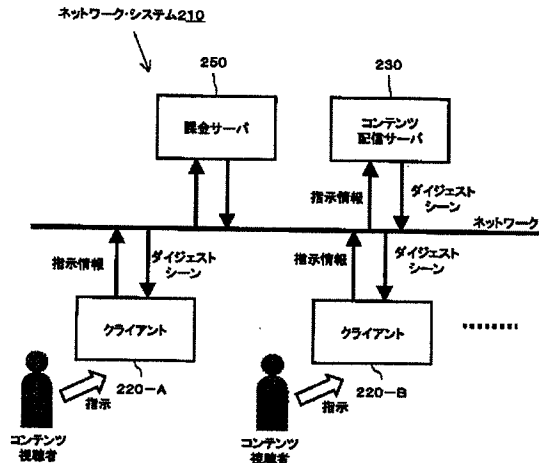 ネットワーク・システム210
250
230
課金サーバ
コンテンツ
配信サーバ
指示情報
ダイジェスト
シーン
ネットワーク
指示情報
ダイジェスト
シーン
指示情報
ダイジェスト
シーン
クライアント
クライアント
220-A
220-B
指示
指示
コンテンツ
視聴者
コンテンツ
視聴者